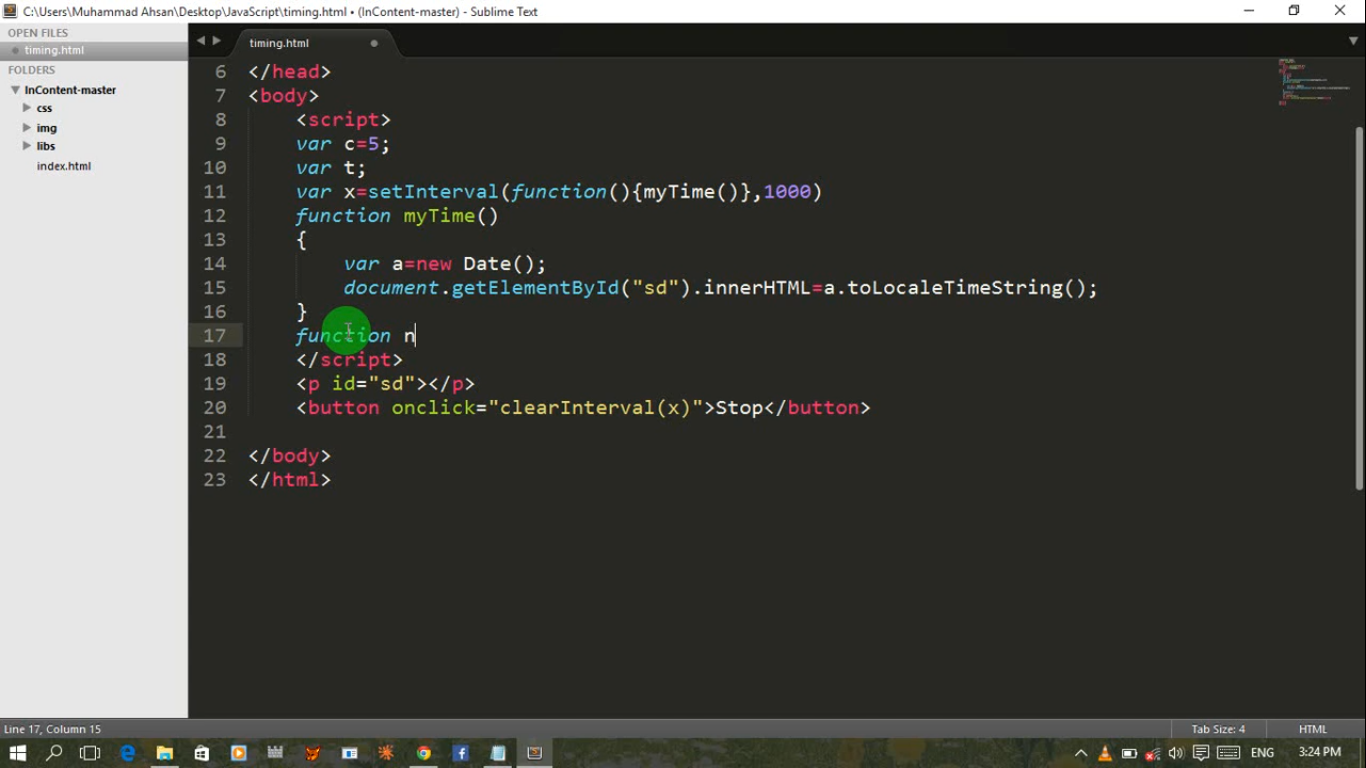 C:\Users\Muhammad Ahsan\Desktop\JavaScript\timing.html • (InContent-master) - Sublime Text
OPEN FILES
timing.html
FOLDERS
InContent-master
css
img
libs
index.html
timing.html
6 </head>
7 <body>
8 <script>
9 var c=5;
10 var t;
11 var x=setInterval(function(){myTime()},1000)
12 function myTime()
13 {
14 var a=new Date();
15 document.getElementById("sd").innerHTML=a.toLocaleTimeString();
16 }
17 function n
18 </script>
19 <p id="sd"></p>
20 <button onclick="clearInterval(x)">Stop</button>
21
22 </body>
23 </html>
Line 17, Column 15
Tab Size: 4
HTML
ENG
3:24 PM